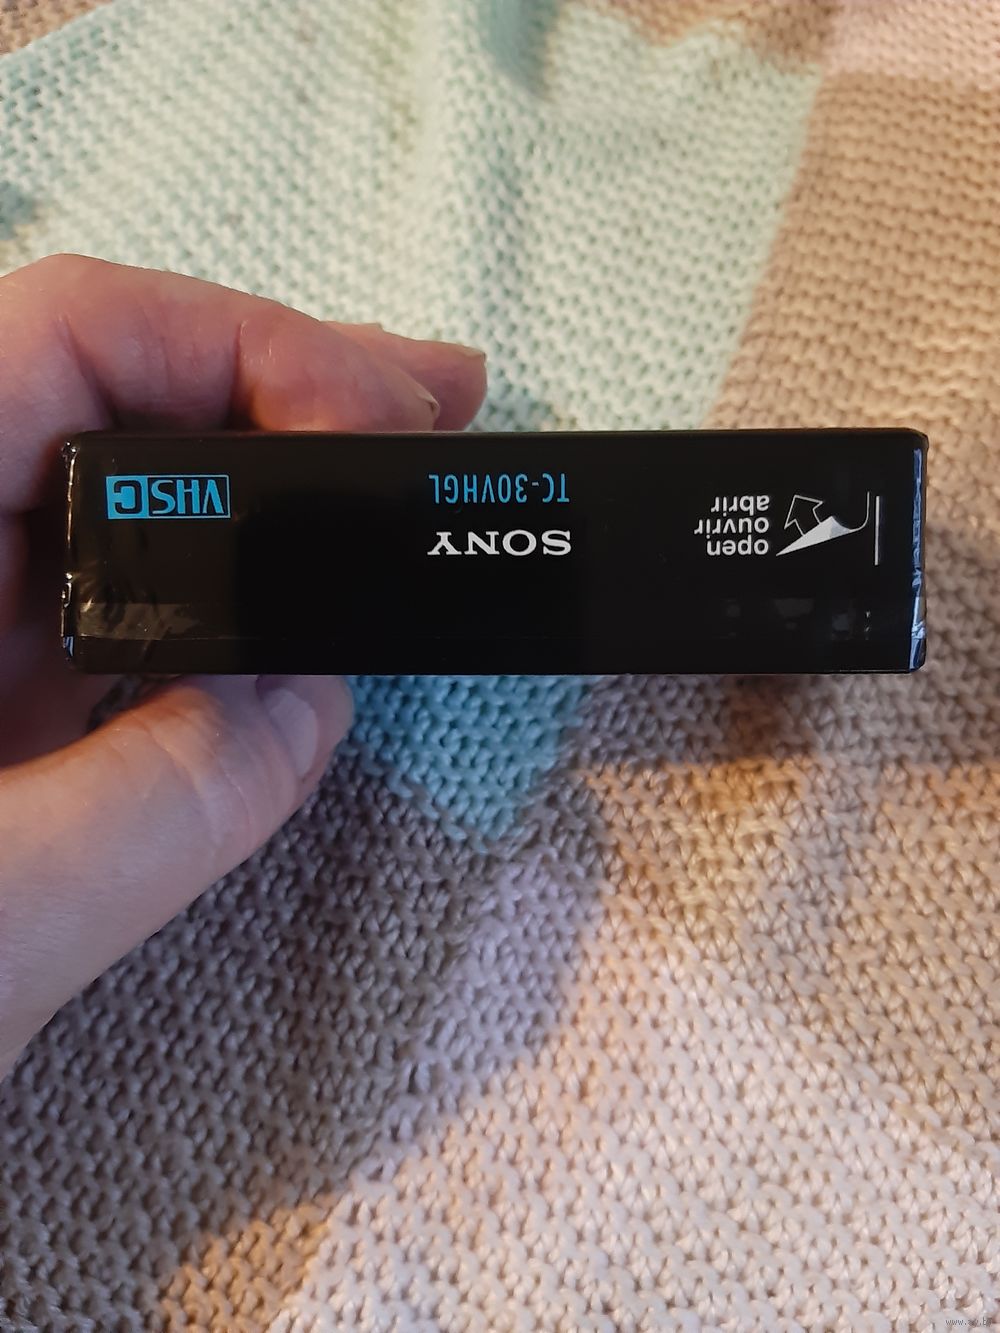 open
ouvrir
abrir
SONY
TC-30VHGL
VHS C